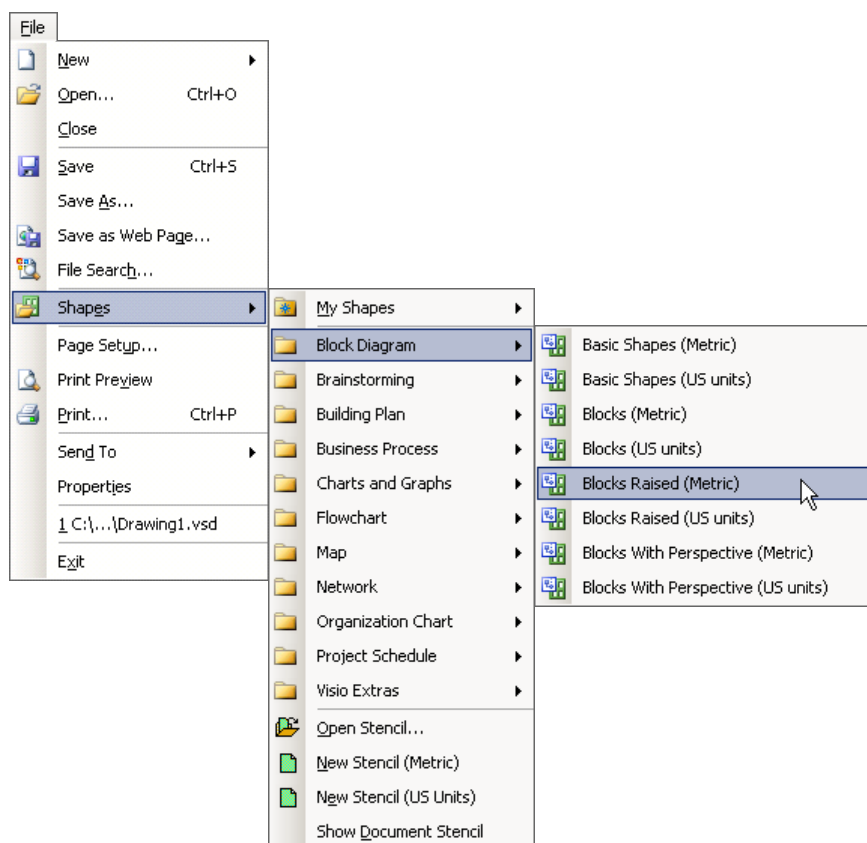 File
New
Open... Ctrl+O
Close
Save Ctrl+S
Save As...
Save as Web Page...
File Search...
Shapes
Page Setup...
Print Preview
Print... Ctrl+P
Send To
Properties
1 C:\...\Drawing1.vsd
Exit
My Shapes
Block Diagram
Brainstorming
Building Plan
Business Process
Charts and Graphs
Flowchart
Map
Network
Organization Chart
Project Schedule
Visio Extras
Open Stencil...
New Stencil (Metric)
New Stencil (US Units)
Show Document Stencil
Basic Shapes (Metric)
Basic Shapes (US units)
Blocks (Metric)
Blocks (US units)
Blocks Raised (Metric)
Blocks Raised (US units)
Blocks With Perspective (Metric)
Blocks With Perspective (US units)